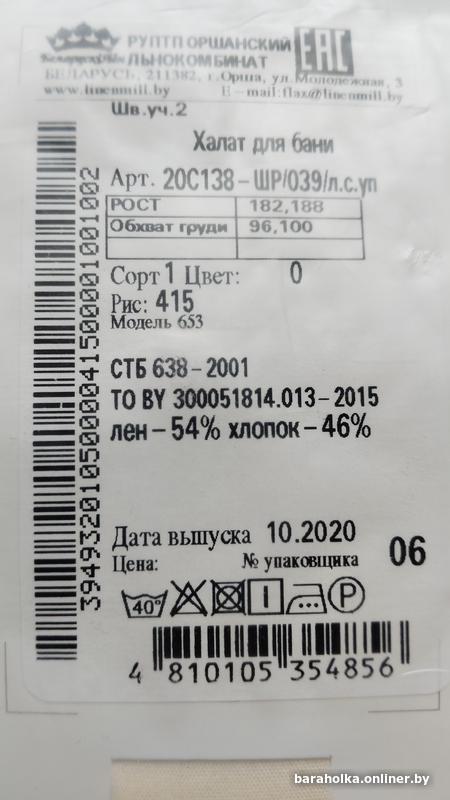 РУПТП ОРШАНСКИЙ
ЛЬНОКОМБИНАТ
EAC
БЕЛАРУСЬ, 211382, г.Орша, ул.Молодежная, 3
www.linenmill.by E-mail:flax@linenmill.by
Шв.уч.2
Халат для бани
Арт. 20С138-ШР/039/л.с.уп
РОСТ 182,188
Обхват груди 96,100
Сорт 1 Цвет: 0
Рис: 415
Модель 653
СТБ 638-2001
ТО BY 300051814.013-2015
лен-54% хлопок-46%
Дата выпуска 10.2020
Цена: № упаковщика 06
40°
P
4 810105 354856
baraholka.onliner.by